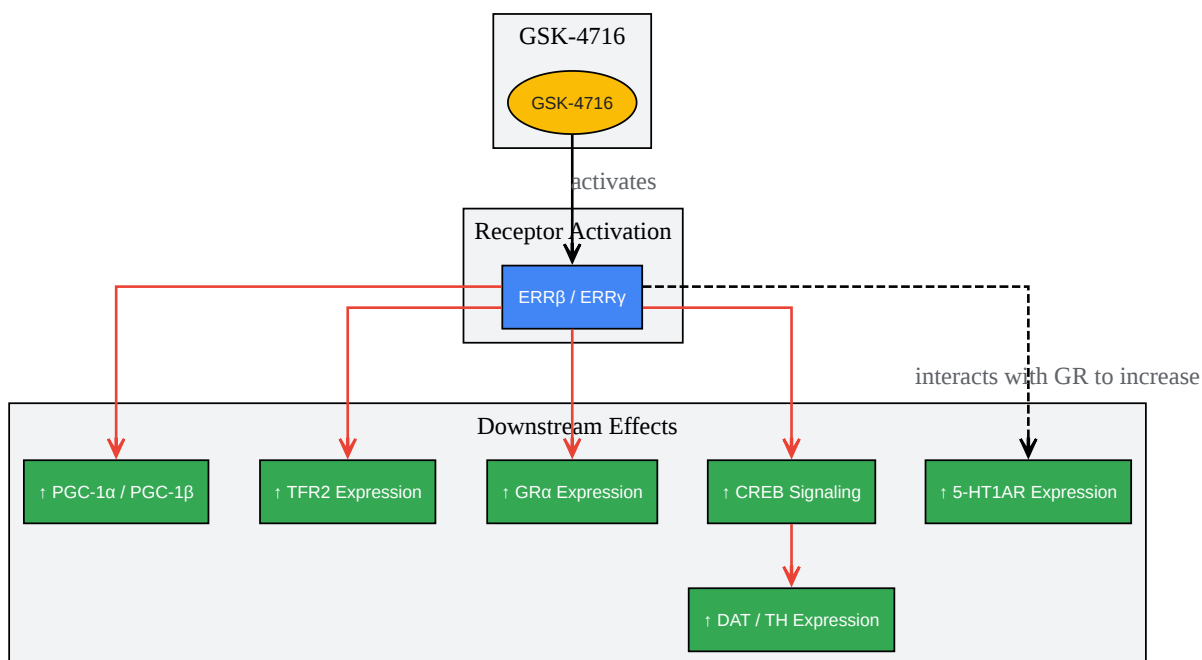 GSK-4716
GSK-4716
activates
Receptor Activation
ERRβ / ERRγ
interacts with GR to increase
Downstream Effects
↑ PGC-1α / PGC-1β
↑ TFR2 Expression
↑ GRα Expression
↑ CREB Signaling
↑ 5-HT1AR Expression
↑ DAT / TH Expression